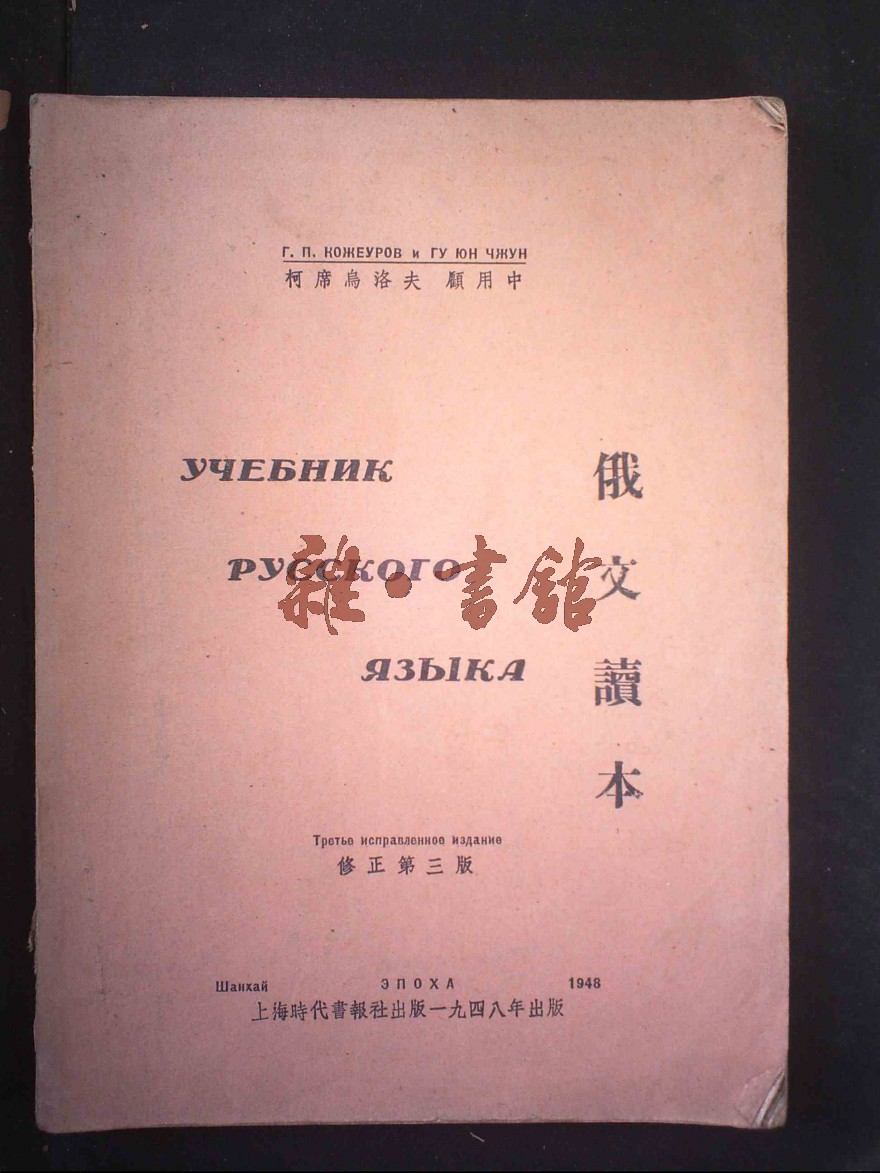 Г. П. КОЖЕУРОВ и ГУ ЮН ЧЖУН
柯席烏洛夫 顧用中
УЧЕБНИК
РУССКОГО
ЯЗЫКА
俄文讀本
雜·書館
Третье исправленное издание
修正第三版
Шанхай ЭПОХА 1948
上海時代書報社出版一九四八年出版